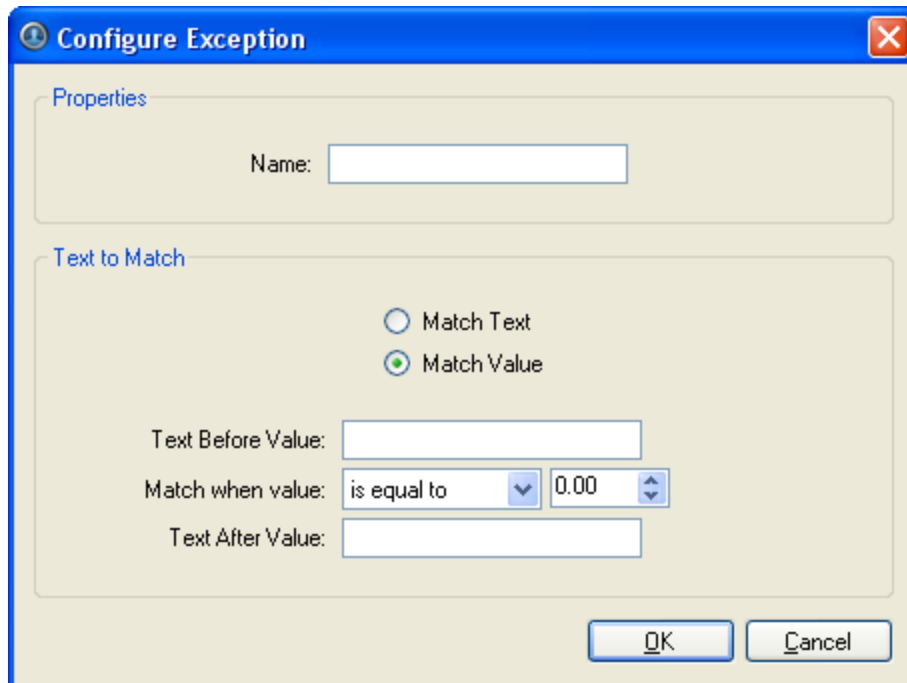 Configure Exception
Properties
Name:
Text to Match
Match Text
Match Value
Text Before Value:
Match when value: is equal to 0.00
Text After Value:
OK Cancel